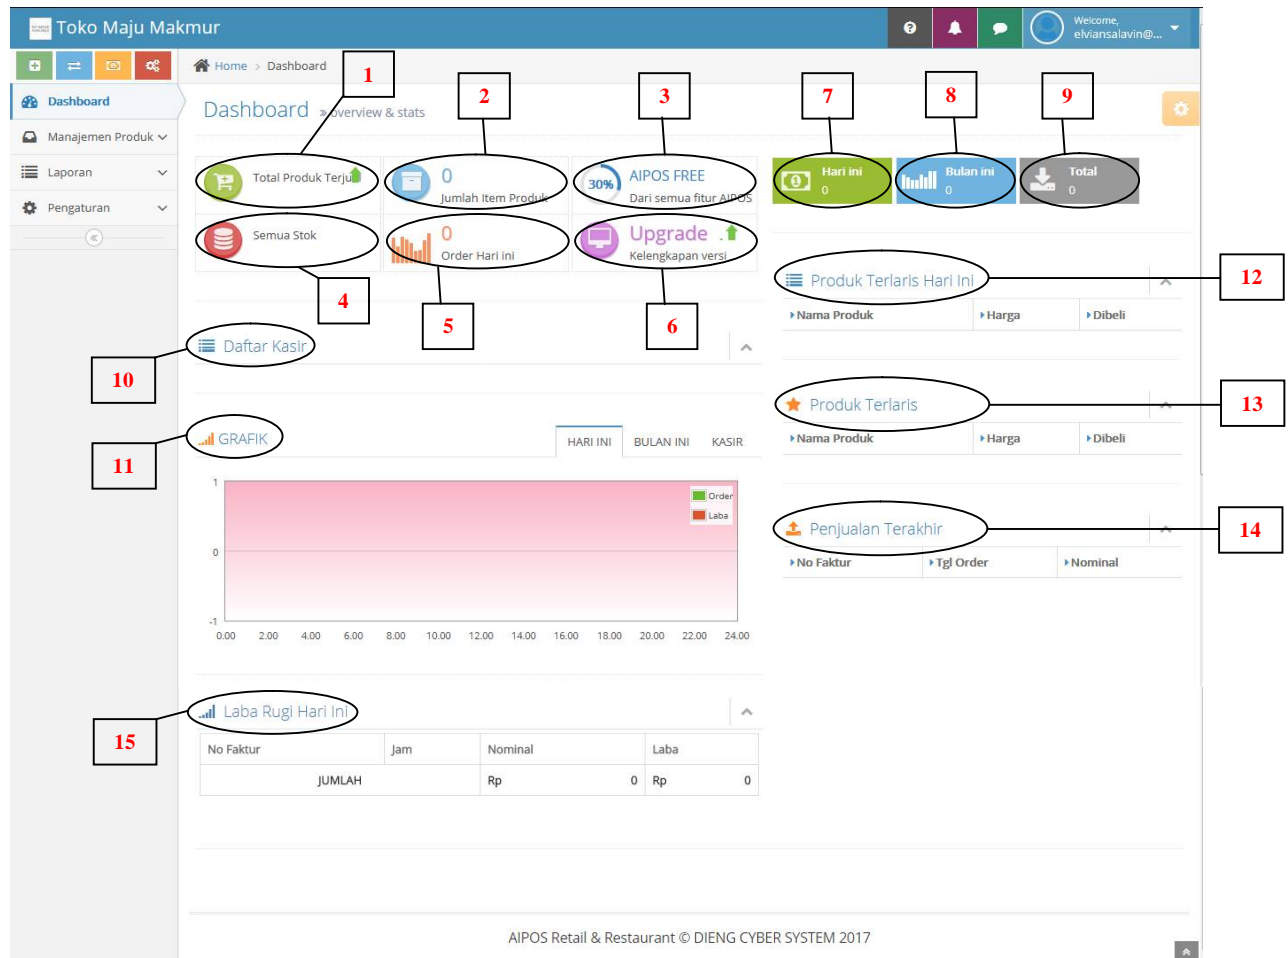 Toko Maju Makmur
Welcome,
elviansalavin@...
Home > Dashboard
Dashboard
Manajemen Produk
Laporan
Pengaturan
Dashboard » overview & stats
1
2
3
7
8
9
Total Produk Terju
0
Jumlah Item Produk
30%
AIPOS FREE
Dari semua fitur AIPOS
Hari ini
0
Bulan ini
0
Total
0
Semua Stok
0
Order Hari ini
Upgrade .
Kelengkapan versi
4
5
6
Produk Terlaris Hari Ini
12
Nama Produk Harga Dibeli
Daftar Kasir
10
Produk Terlaris
13
Nama Produk Harga Dibeli
GRAFIK
11
HARI INI BULAN INI KASIR
1
0
-1
Order
Laba
0.00 2.00 4.00 6.00 8.00 10.00 12.00 14.00 16.00 18.00 20.00 22.00 24.00
Penjualan Terakhir
14
No Faktur Tgl Order Nominal
Laba Rugi Hari Ini
15
No Faktur Jam Nominal Laba
JUMLAH Rp 0 Rp 0
AIPOS Retail & Restaurant © DIENG CYBER SYSTEM 2017